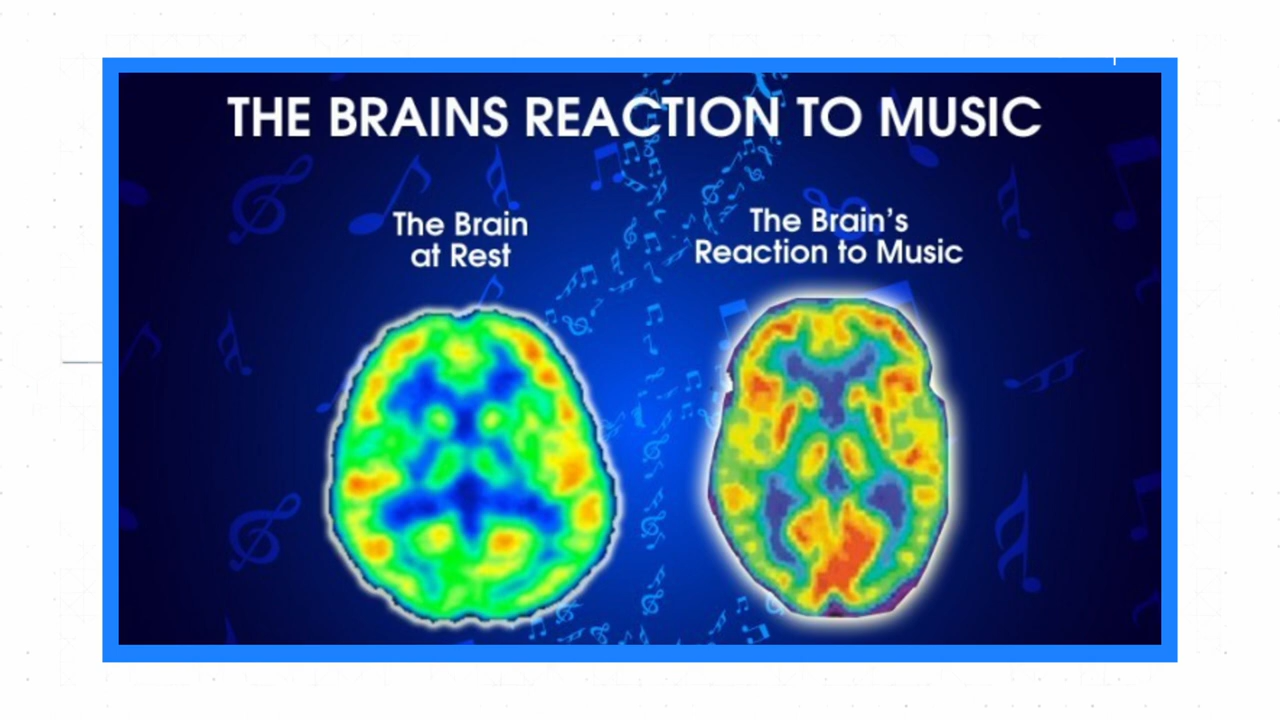 THE BRAINS REACTION TO MUSIC
The Brain
at Rest
The Brain’s
Reaction to Music